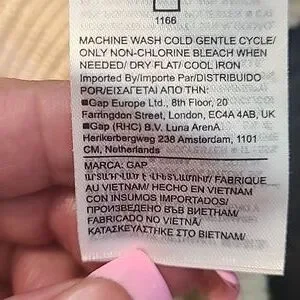 1166
MACHINE WASH COLD GENTLE CYCLE/
ONLY NON-CHLORINE BLEACH WHEN
NEEDED/ DRY FLAT/ COOL IRON
Imported By/Importe Par/DISTRIBUIDO
POR/ΕΙΣΑΓΕΤΑΙ ΑΠΟ ΤΗΝ:
Gap Europe Ltd., 8th Floor, 20
Farringdon Street, London, EC4A 4AB, UK
Gap (RHC) B.V. Luna ArenA
Herikerbergweg 238 Amsterdam, 1101
CM, Netherlands
MARCA: GAP
ԱՐՏԱԴՐՎԱԾ Է ՎԻԵՏՆԱՄՈՒՄ/ FABRIQUE
AU VIETNAM/ HECHO EN VIETNAM
CON INSUMOS IMPORTADOS/
ПРОИЗВЕДЕНО ВЪВ ВИЕТНАМ/
FABRICADO NO VIETNÃ/
ΚΑΤΑΣΚΕΥΑΣΤΗΚΕ ΣΤΟ ΒΙΕΤΝΑΜ/